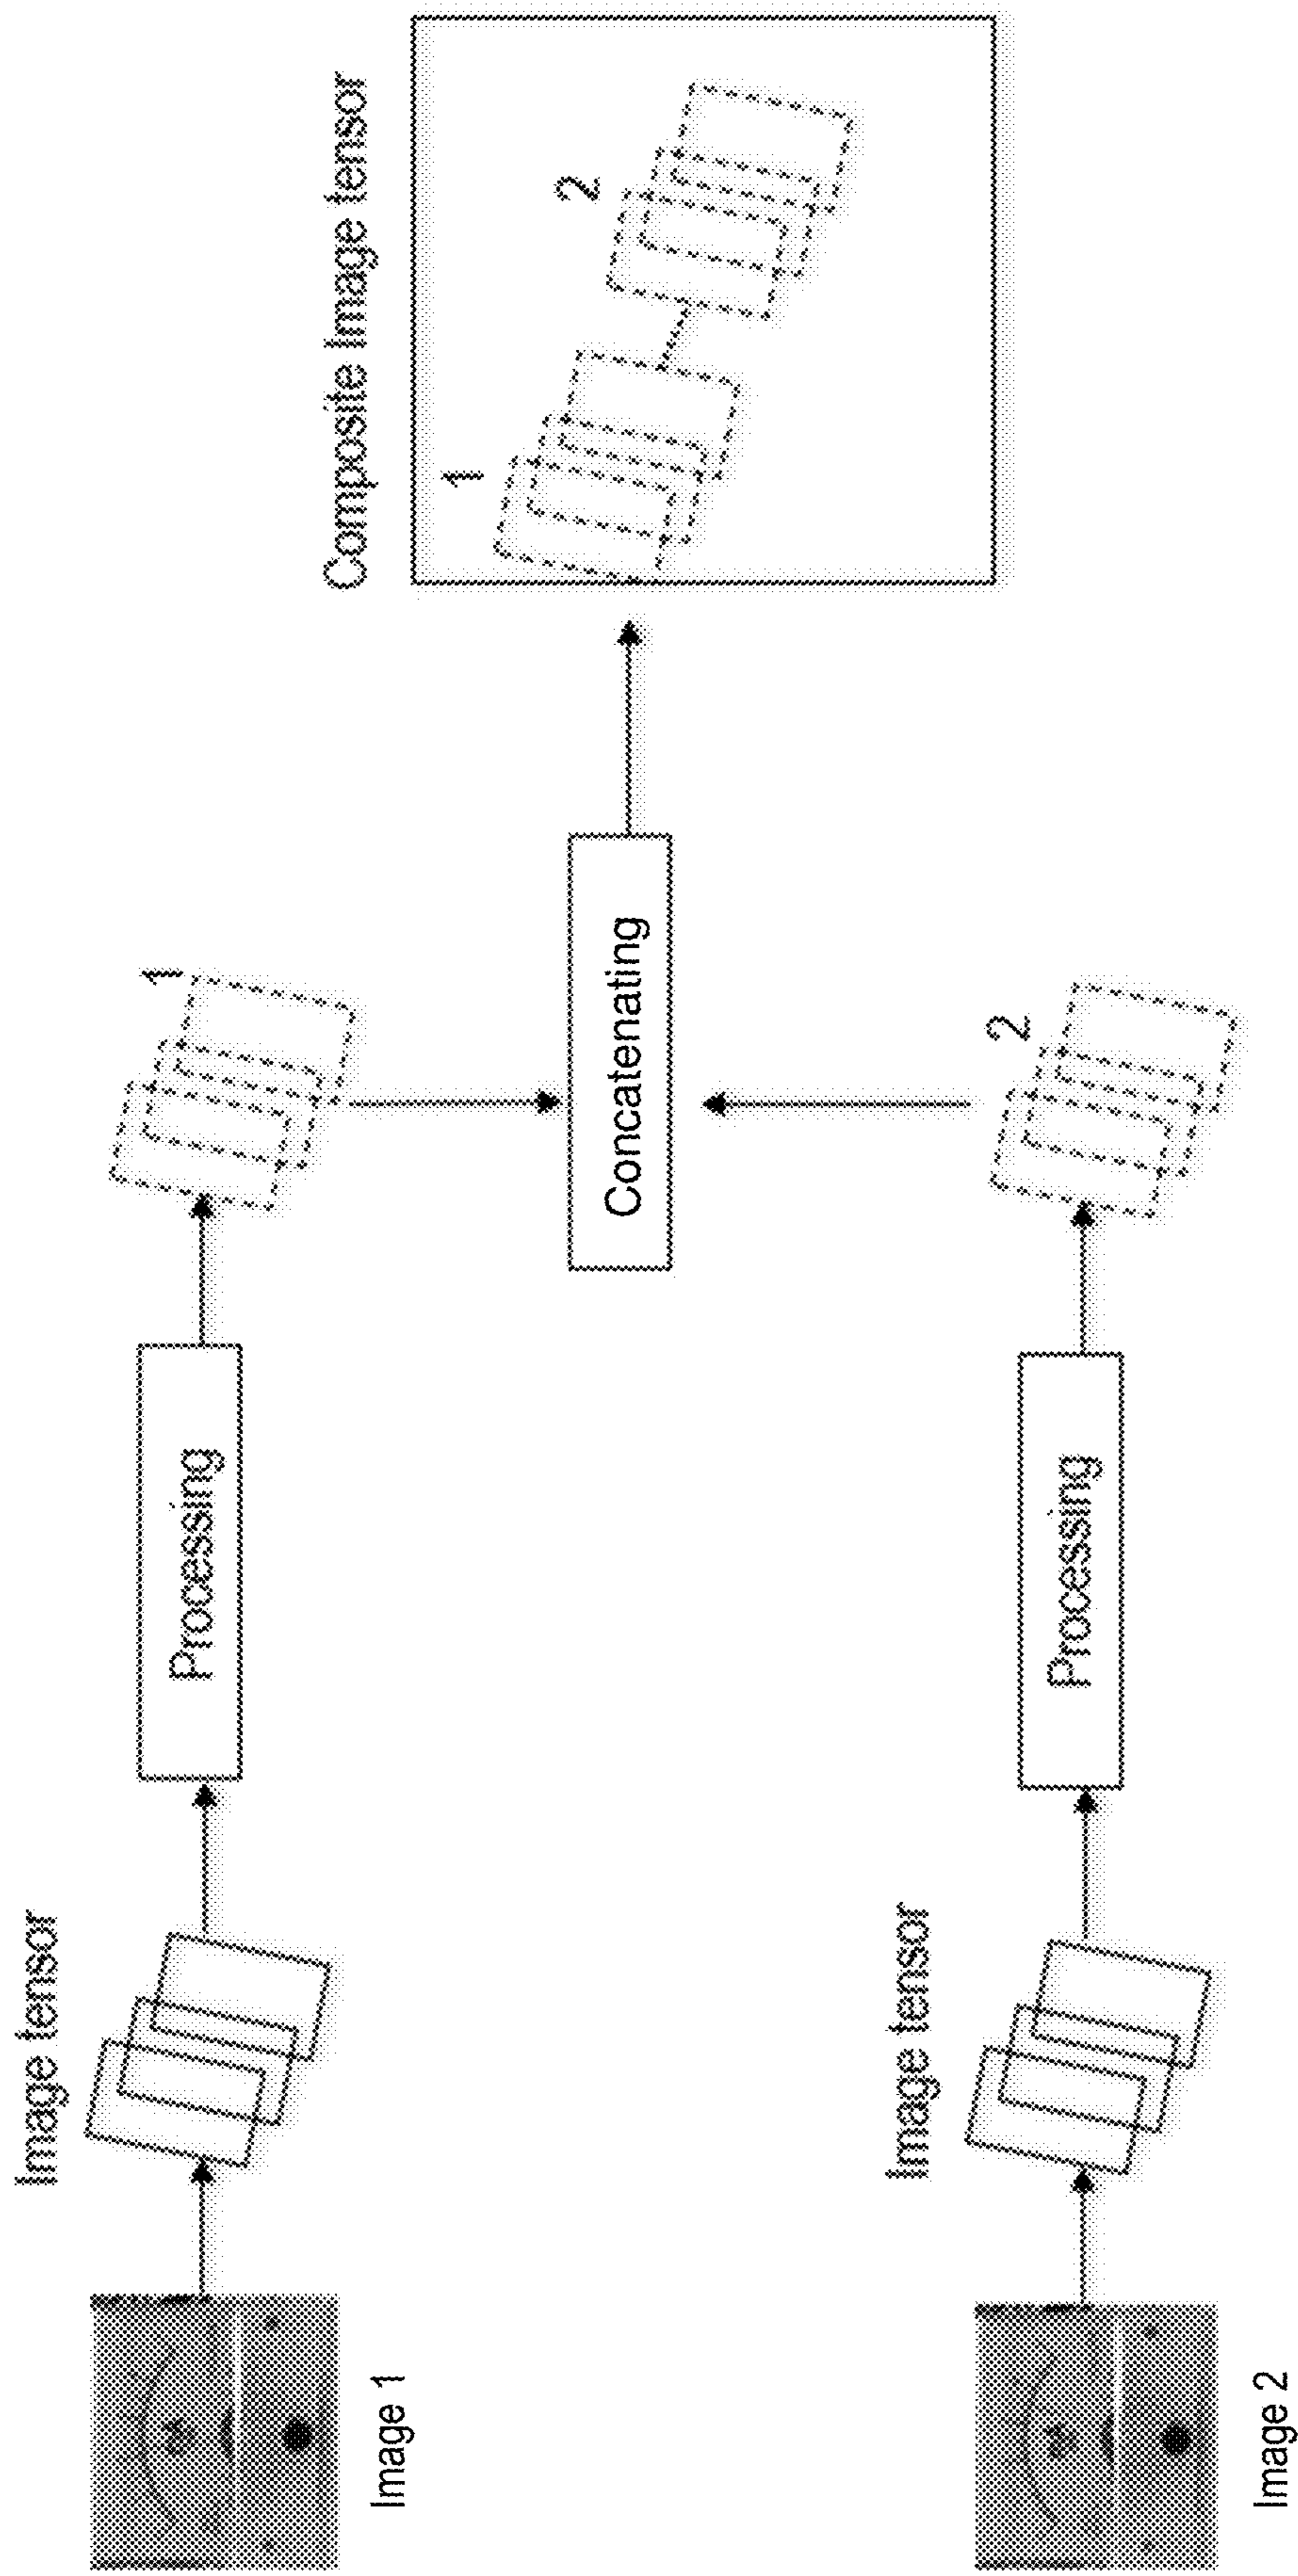 Image tensor
Image 1
Processing
1
Concatenating
Composite Image tensor
1
2
Image tensor
Image 2
Processing
2